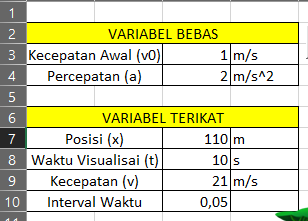 1
2 VARIABEL BEBAS
3 Kecepatan Awal (v0) 1 m/s
4 Percepatan (a) 2 m/s^2
5
6 VARIABEL TERIKAT
7 Posisi (x) 110 m
8 Waktu Visualisai (t) 10 s
9 Kecepatan (v) 21 m/s
10 Interval Waktu 0,05